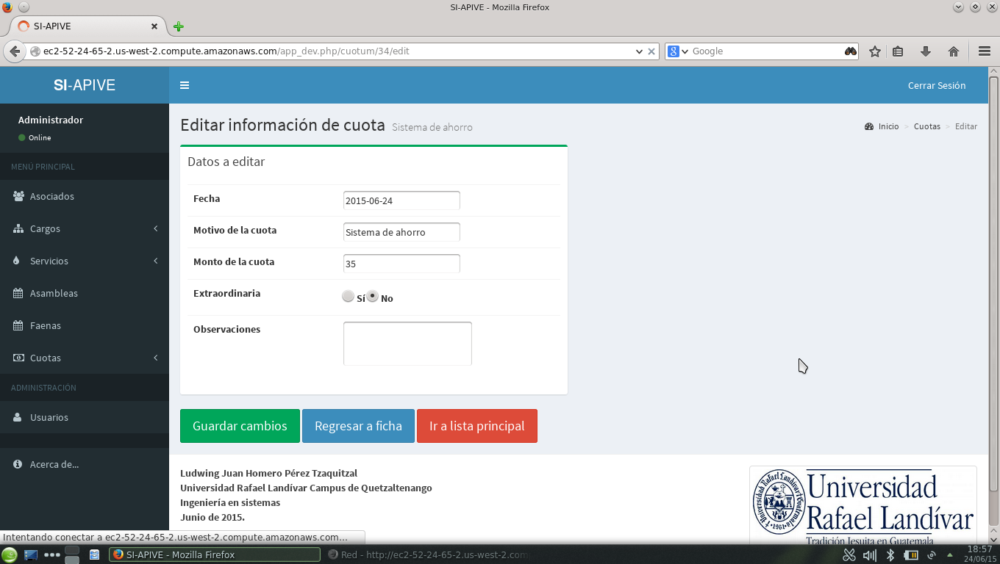 SI-APIVE - Mozilla Firefox
SI-APIVE
ec2-52-24-65-2.us-west-2.compute.amazonaws.com/app_dev.php/cuotum/34/edit
Google
SI-APIVE
Cerrar Sesión
Administrador
Online
MENÚ PRINCIPAL
Asociados
Cargos
Servicios
Asambleas
Faenas
Cuotas
ADMINISTRACIÓN
Usuarios
Acerca de...
Editar información de cuota Sistema de ahorro
Inicio > Cuotas > Editar
Datos a editar
Fecha 2015-06-24
Motivo de la cuota Sistema de ahorro
Monto de la cuota 35
Extraordinaria Sí No
Observaciones
Guardar cambios Regresar a ficha Ir a lista principal
Ludwing Juan Homero Pérez Tzaquitzal
Universidad Rafael Landívar Campus de Quetzaltenango
Ingeniería en sistemas
Junio de 2015.
Universidad
Rafael Landívar
Tradición Jesuita en Guatemala
Intentando conectar a ec2-52-24-65-2.us-west-2.compute.amazonaws.com...
SI-APIVE - Mozilla Firefox
Red - http://ec2-52-24-65-2.us-west-2.com
18:57
24/06/15